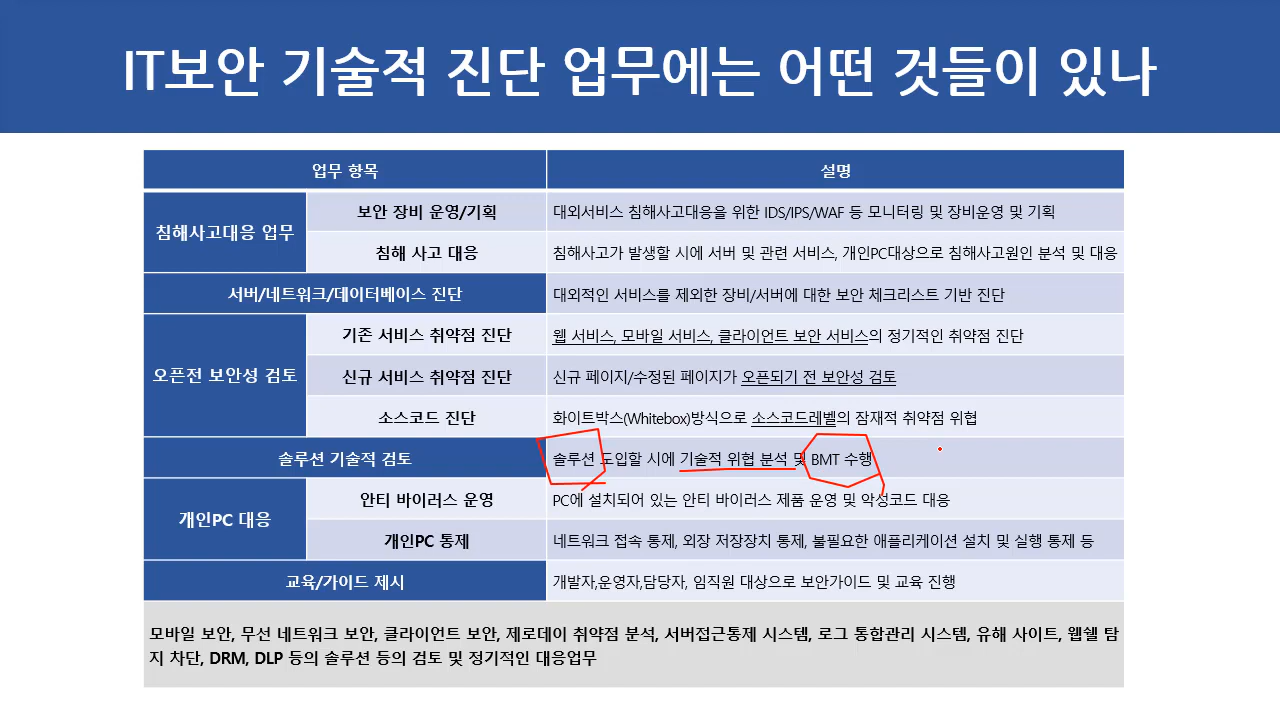 IT보안 기술적 진단 업무에는 어떤 것들이 있나
업무 항목
설명
침해사고대응 업무
보안 장비 운영/기획
대외서비스 침해사고대응을 위한 IDS/IPS/WAF 등 모니터링 및 장비운영 및 기획
침해 사고 대응
침해사고가 발생할 시에 서버 및 관련 서비스, 개인PC대상으로 침해사고원인 분석 및 대응
서버/네트워크/데이터베이스 진단
대외적인 서비스를 제외한 장비/서버에 대한 보안 체크리스트 기반 진단
오픈전 보안성 검토
기존 서비스 취약점 진단
웹 서비스, 모바일 서비스, 클라이언트 보안 서비스의 정기적인 취약점 진단
신규 서비스 취약점 진단
신규 페이지/수정된 페이지가 오픈되기 전 보안성 검토
소스코드 진단
화이트박스(Whitebox)방식으로 소스코드레벨의 잠재적 취약점 위협
솔루션 기술적 검토
솔루션 도입할 시에 기술적 위협 분석 및 BMT 수행
개인PC 대응
안티 바이러스 운영
PC에 설치되어 있는 안티 바이러스 제품 운영 및 악성코드 대응
개인PC 통제
네트워크 접속 통제, 외장 저장장치 통제, 불필요한 애플리케이션 설치 및 실행 통제 등
교육/가이드 제시
개발자,운영자,담당자, 임직원 대상으로 보안가이드 및 교육 진행
모바일 보안, 무선 네트워크 보안, 클라이언트 보안, 제로데이 취약점 분석, 서버접근통제 시스템, 로그 통합관리 시스템, 유해 사이트, 웹쉘 탐
지 차단, DRM, DLP 등의 솔루션 등의 검토 및 정기적인 대응업무